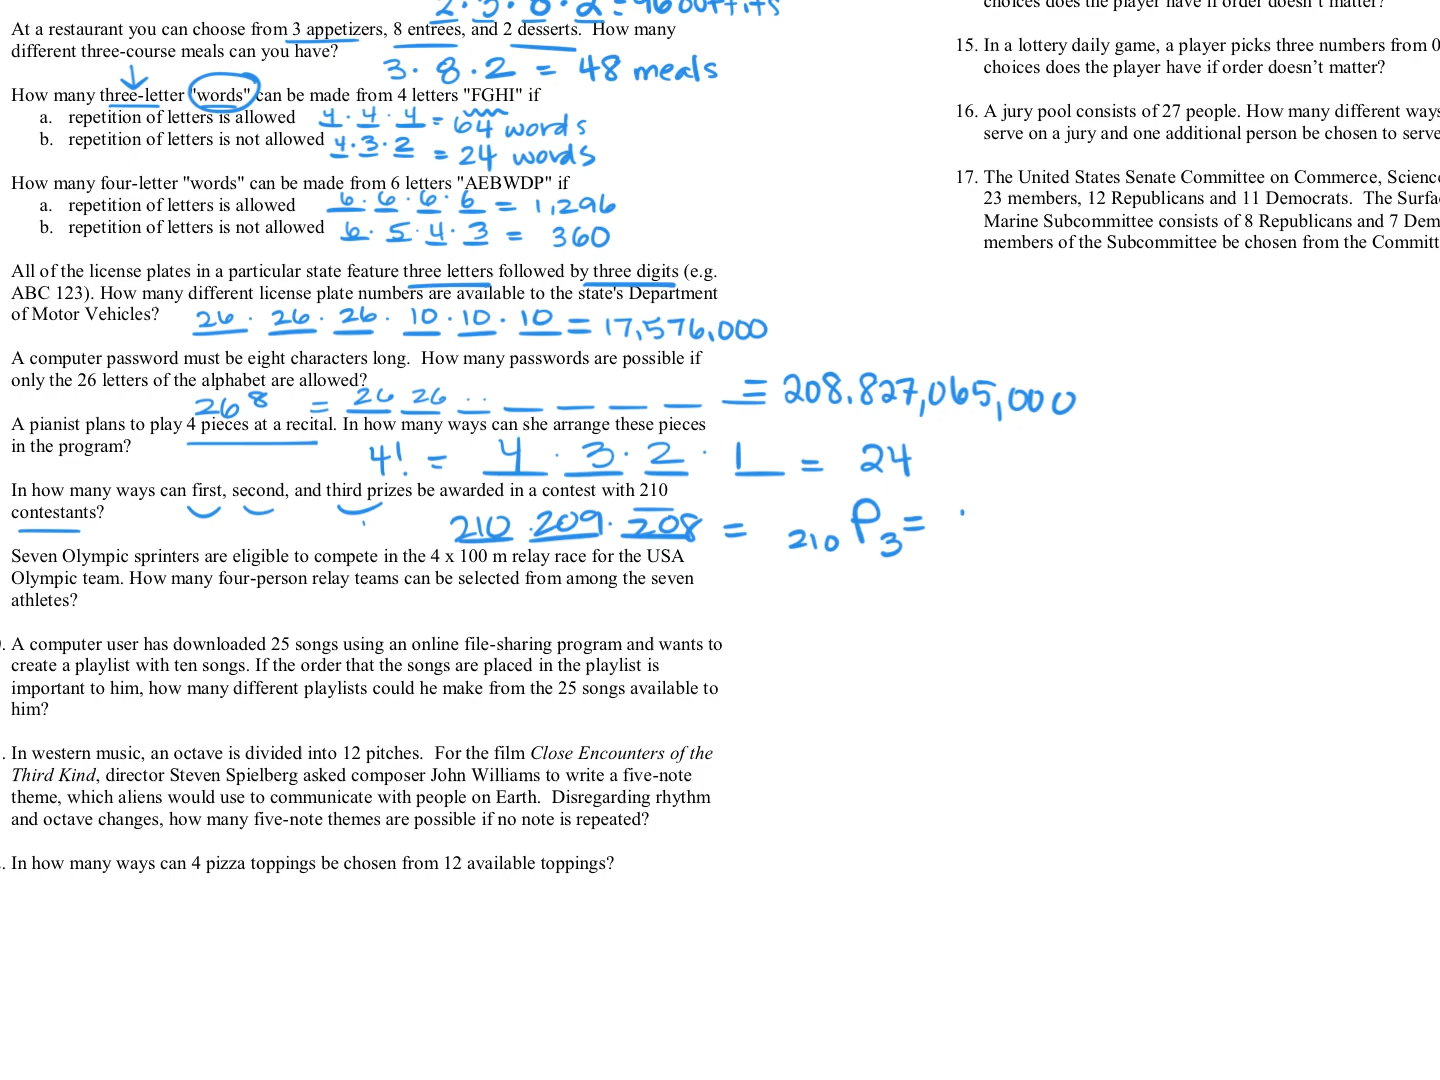 2 · 3 · 8 · 2 = 96 outfits
At a restaurant you can choose from 3 appetizers, 8 entrees, and 2 desserts. How many
different three-course meals can you have?
3 · 8 · 2 = 48 meals
How many three-letter "words" can be made from 4 letters "FGHI" if
a. repetition of letters is allowed 4 · 4 · 4 = 64 words
b. repetition of letters is not allowed 4 · 3 · 2 = 24 words
How many four-letter "words" can be made from 6 letters "AEBWDP" if
a. repetition of letters is allowed 6 · 6 · 6 · 6 = 1,296
b. repetition of letters is not allowed 6 · 5 · 4 · 3 = 360
All of the license plates in a particular state feature three letters followed by three digits (e.g.
ABC 123). How many different license plate numbers are available to the state's Department
of Motor Vehicles? 26 · 26 · 26 · 10 · 10 · 10 = 17,576,000
A computer password must be eight characters long. How many passwords are possible if
only the 26 letters of the alphabet are allowed?
26⁸ = 26 26 .. = 208,827,065,000
A pianist plans to play 4 pieces at a recital. In how many ways can she arrange these pieces
in the program?
4! = 4 · 3 · 2 · 1 = 24
In how many ways can first, second, and third prizes be awarded in a contest with 210
contestants?
210 · 209 · 208 = ₂₁₀P₃ =
Seven Olympic sprinters are eligible to compete in the 4 x 100 m relay race for the USA
Olympic team. How many four-person relay teams can be selected from among the seven
athletes?
. A computer user has downloaded 25 songs using an online file-sharing program and wants to
create a playlist with ten songs. If the order that the songs are placed in the playlist is
important to him, how many different playlists could he make from the 25 songs available to
him?
. In western music, an octave is divided into 12 pitches. For the film Close Encounters of the
Third Kind, director Steven Spielberg asked composer John Williams to write a five-note
theme, which aliens would use to communicate with people on Earth. Disregarding rhythm
and octave changes, how many five-note themes are possible if no note is repeated?
. In how many ways can 4 pizza toppings be chosen from 12 available toppings?
choices does the player have if order doesn't matter?
15. In a lottery daily game, a player picks three numbers from 0
choices does the player have if order doesn't matter?
16. A jury pool consists of 27 people. How many different ways
serve on a jury and one additional person be chosen to serve
17. The United States Senate Committee on Commerce, Science
23 members, 12 Republicans and 11 Democrats. The Surfa
Marine Subcommittee consists of 8 Republicans and 7 Dem
members of the Subcommittee be chosen from the Committ